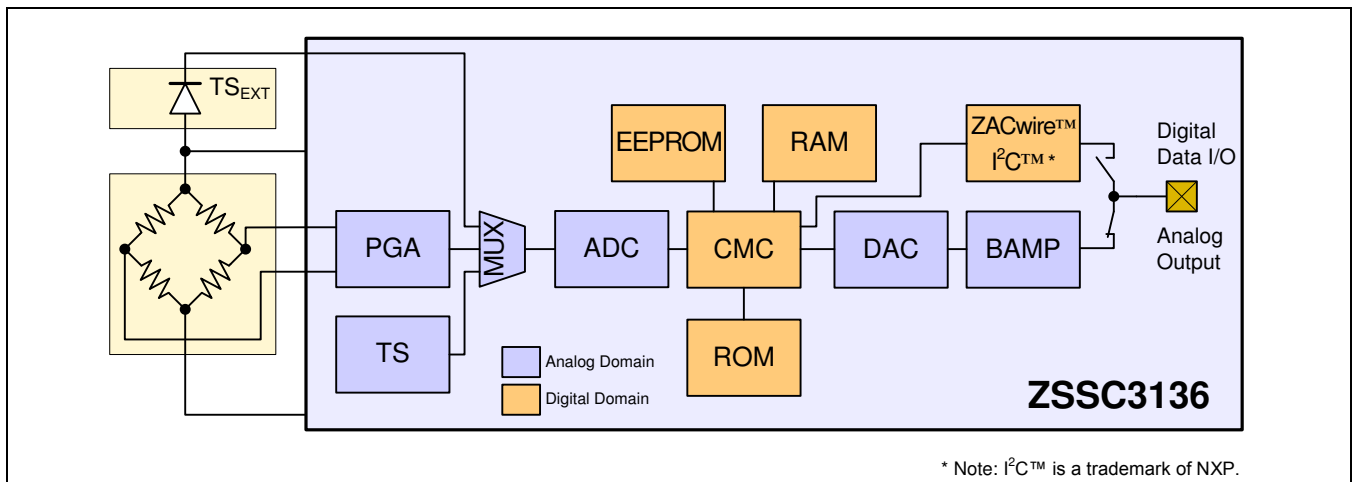 TSEXT
EEPROM
RAM
ZACwire™
I²C™ *
Digital
Data I/O
PGA
MUX
ADC
CMC
DAC
BAMP
Analog
Output
TS
Analog Domain
Digital Domain
ROM
ZSSC3136
* Note: I²C™ is a trademark of NXP.